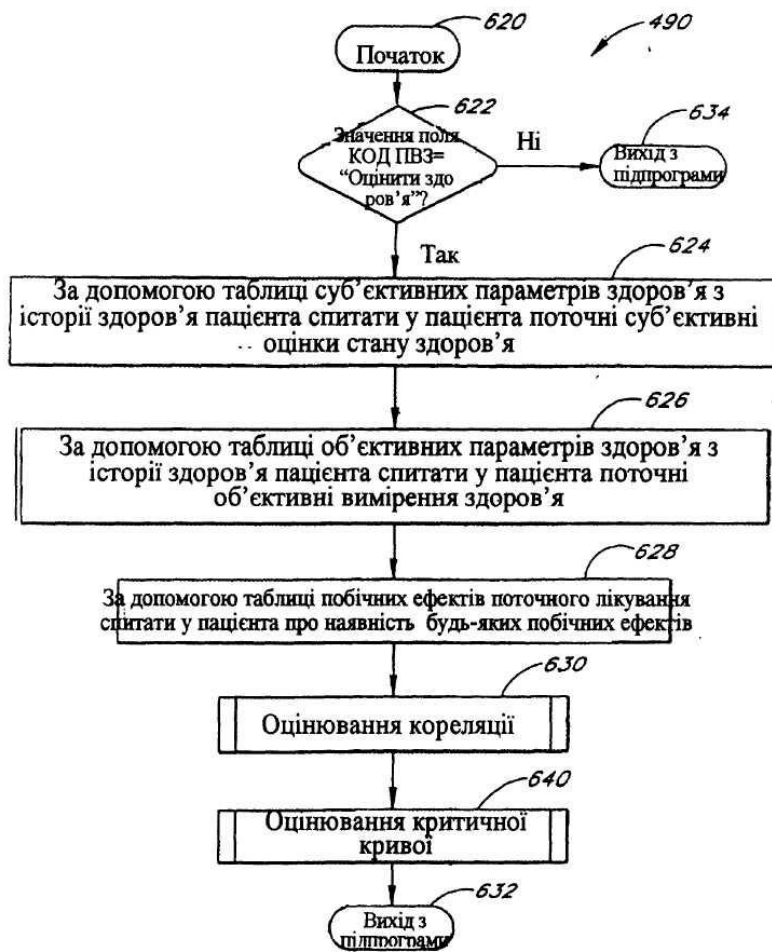 620
490
Початок
622
Значення поля
КОД ПВЗ=
“Оцінити здо
ров’я”?
Ні
634
Вихід з
підпрограми
Так
624
За допомогою таблиці суб’єктивних параметрів здоров’я з
історії здоров’я пацієнта спитати у пацієнта поточні суб’єктивні
оцінки стану здоров’я
626
За допомогою таблиці об’єктивних параметрів здоров’я з
історії здоров’я пацієнта спитати у пацієнта поточні
об’єктивні вимірення здоров’я
628
За допомогою таблиці побічних ефектів поточного лікування
спитати у пацієнта про наявність будь-яких побічних ефектів
630
Оцінювання кореляції
640
Оцінювання критичної
кривої
632
Вихід з
підпрограми